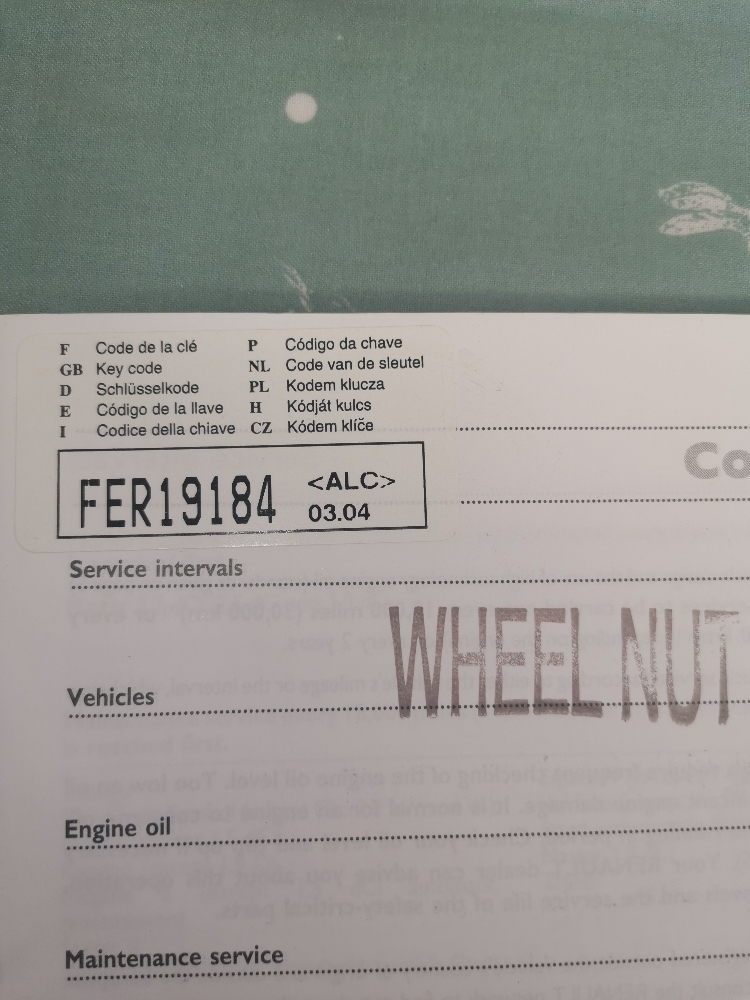 F Code de la clé P Código da chave
GB Key code NL Code van de sleutel
D Schlüsselkode PL Kodem klucza
E Código de la llave H Kódját kulcs
I Codice della chiave CZ Kódem klíče
FER19184 <ALC>
03.04
Co
Service intervals
WHEEL NUT
Vehicles
Engine oil
Maintenance service